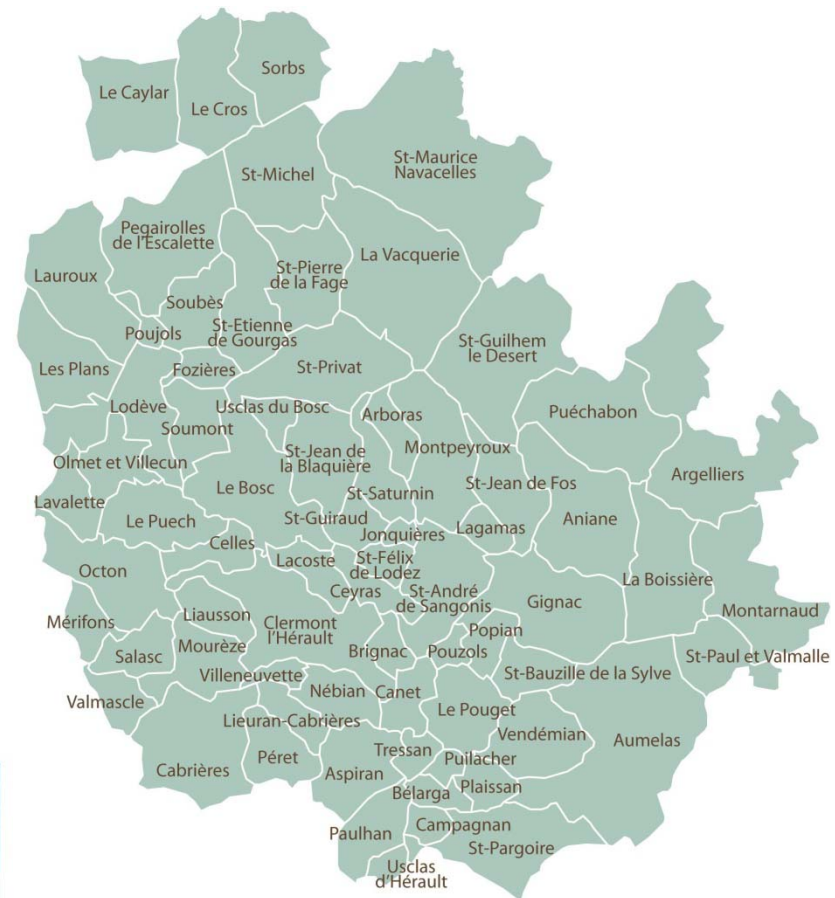 Sorbs
Le Caylar
Le Cros
St-Maurice
Navacelles
St-Michel
Pegairolles
de l'Escalette
La Vacquerie
Lauroux
St-Pierre
de la Fage
Soubès
Poujols
St-Etienne
de Gourgas
St-Guilhem
le Desert
Les Plans
Fozières
St-Privat
Lodève
Usclas du Bosc
Arboras
Puéchabon
Soumont
Montpeyroux
Olmet et Villecun
St-Jean de
la Blaquière
Argelliers
Le Bosc
St-Saturnin
St-Jean de Fos
Lavalette
Le Puech
St-Guiraud
Jonquières
Lagamas
Aniane
Celles
Lacoste
St-Félix
de Lodez
Octon
Ceyras
St-André
de Sangonis
La Boissière
Gignac
Liausson
Montarnaud
Mérifons
Clermont
l'Hérault
Popian
Salasc
Mourèze
Brignac
Pouzols
St-Paul et Valmalle
Villeneuvette
St-Bauzille de la Sylve
Valmascle
Nébian
Canet
Le Pouget
Lieuran-Cabrières
Vendémian
Aumelas
Tressan
Puilacher
Cabrières
Péret
Aspiran
Bélarga
Plaissan
Paulhan
Campagnan
St-Pargoire
Usclas
d'Hérault